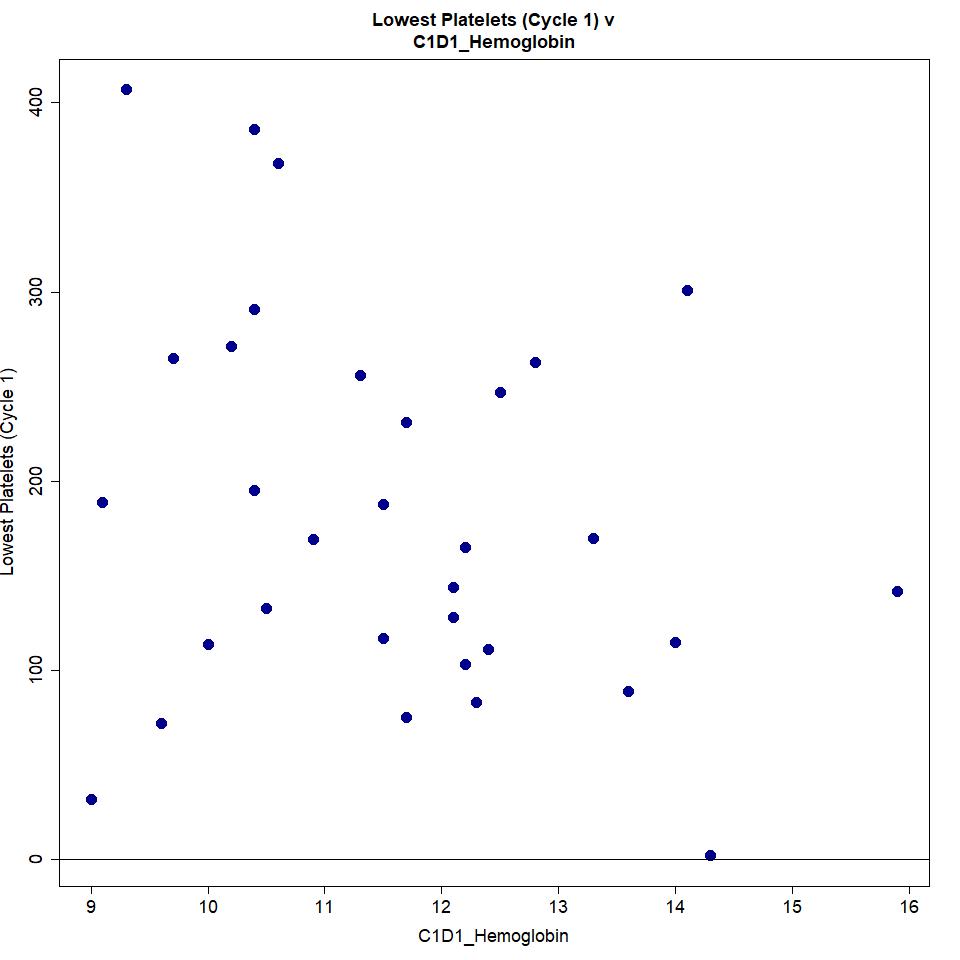 Lowest Platelets (Cycle 1) v
C1D1_Hemoglobin
Lowest Platelets (Cycle 1)
400
300
200
100
0
9 10 11 12 13 14 15 16
C1D1_Hemoglobin